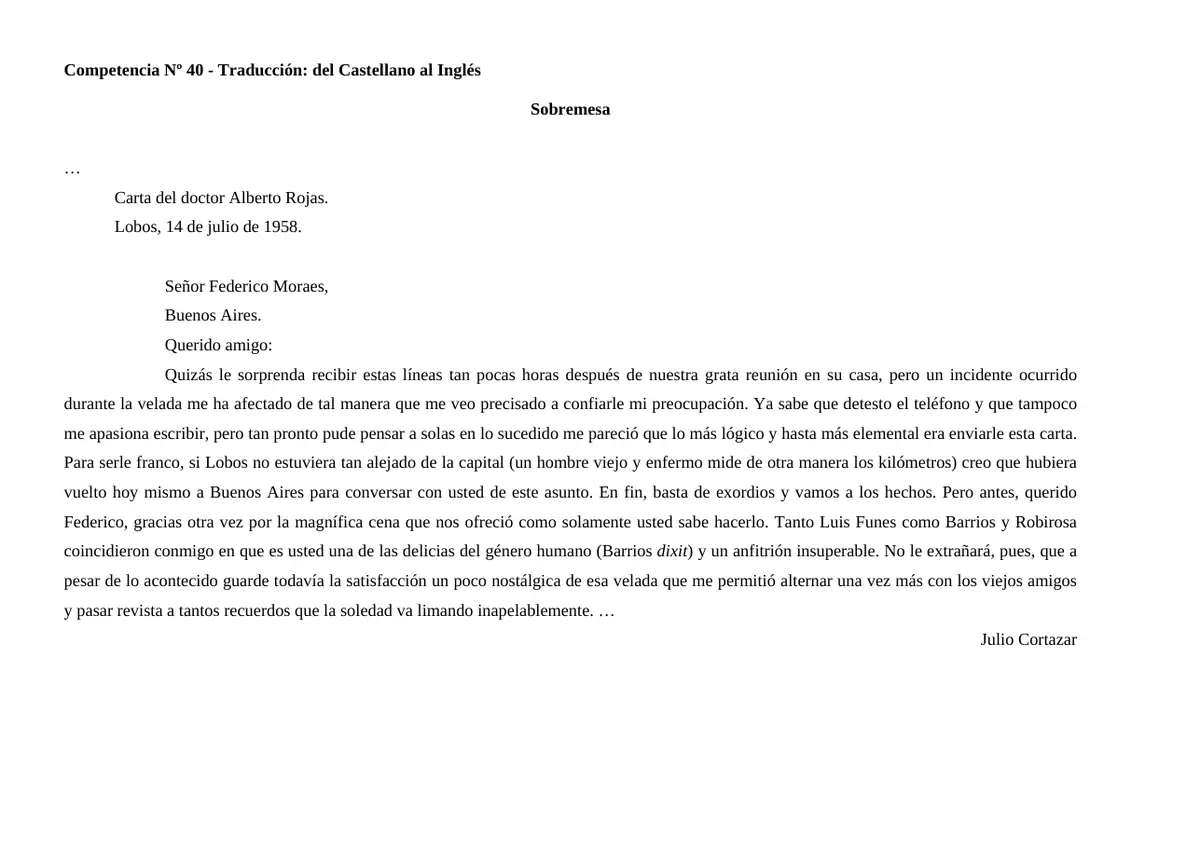 Competencia Nº 40 - Traducción: del Castellano al Inglés
Sobremesa
…
Carta del doctor Alberto Rojas.
Lobos, 14 de julio de 1958.
Señor Federico Moraes,
Buenos Aires.
Querido amigo:
Quizás le sorprenda recibir estas líneas tan pocas horas después de nuestra grata reunión en su casa, pero un incidente ocurrido
durante la velada me ha afectado de tal manera que me veo precisado a confiarle mi preocupación. Ya sabe que detesto el teléfono y que tampoco
me apasiona escribir, pero tan pronto pude pensar a solas en lo sucedido me pareció que lo más lógico y hasta más elemental era enviarle esta carta.
Para serle franco, si Lobos no estuviera tan alejado de la capital (un hombre viejo y enfermo mide de otra manera los kilómetros) creo que hubiera
vuelto hoy mismo a Buenos Aires para conversar con usted de este asunto. En fin, basta de exordios y vamos a los hechos. Pero antes, querido
Federico, gracias otra vez por la magnífica cena que nos ofreció como solamente usted sabe hacerlo. Tanto Luis Funes como Barrios y Robirosa
coincidieron conmigo en que es usted una de las delicias del género humano (Barrios dixit) y un anfitrión insuperable. No le extrañará, pues, que a
pesar de lo acontecido guarde todavía la satisfacción un poco nostálgica de esa velada que me permitió alternar una vez más con los viejos amigos
y pasar revista a tantos recuerdos que la soledad va limando inapelablemente. …
Julio Cortazar